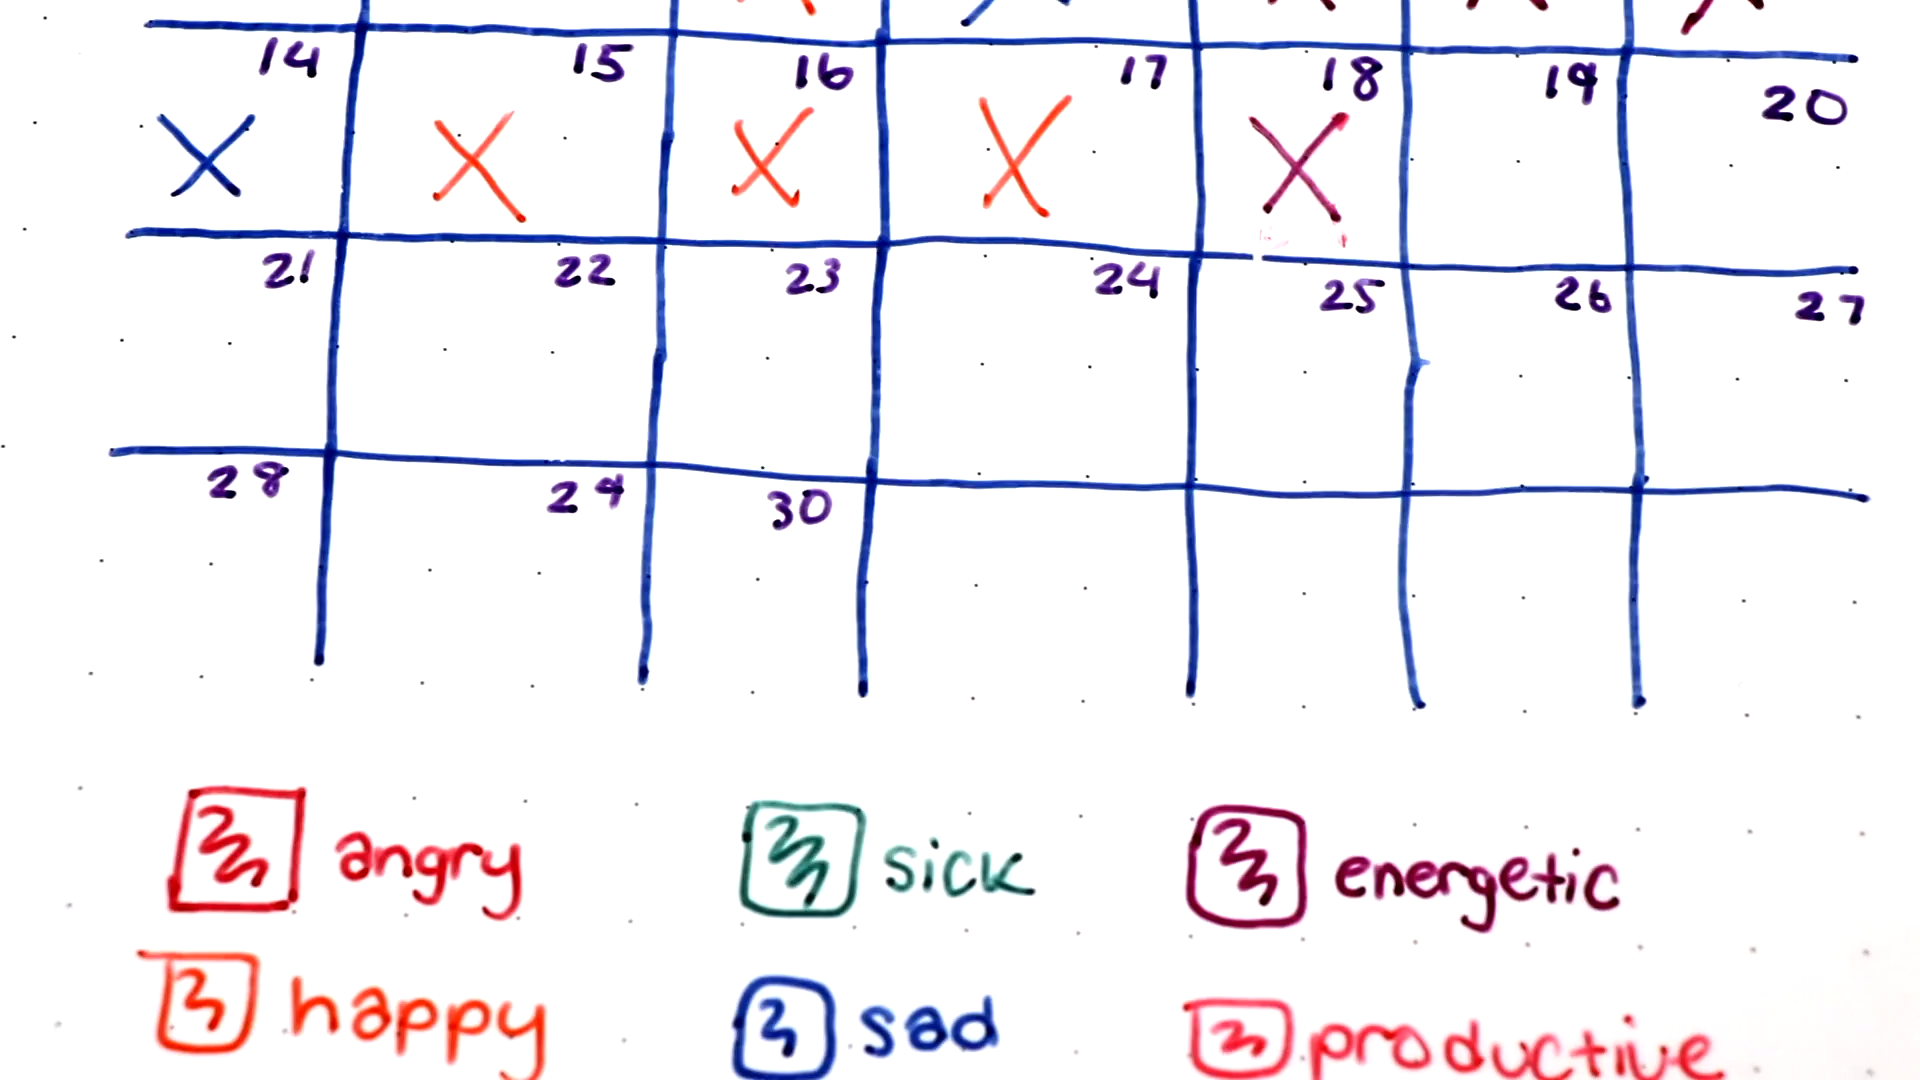 14 15 16 17 18 19 20
X X X X X
21 22 23 24 25 26 27
28 29 30
angry sick energetic
happy sad productive